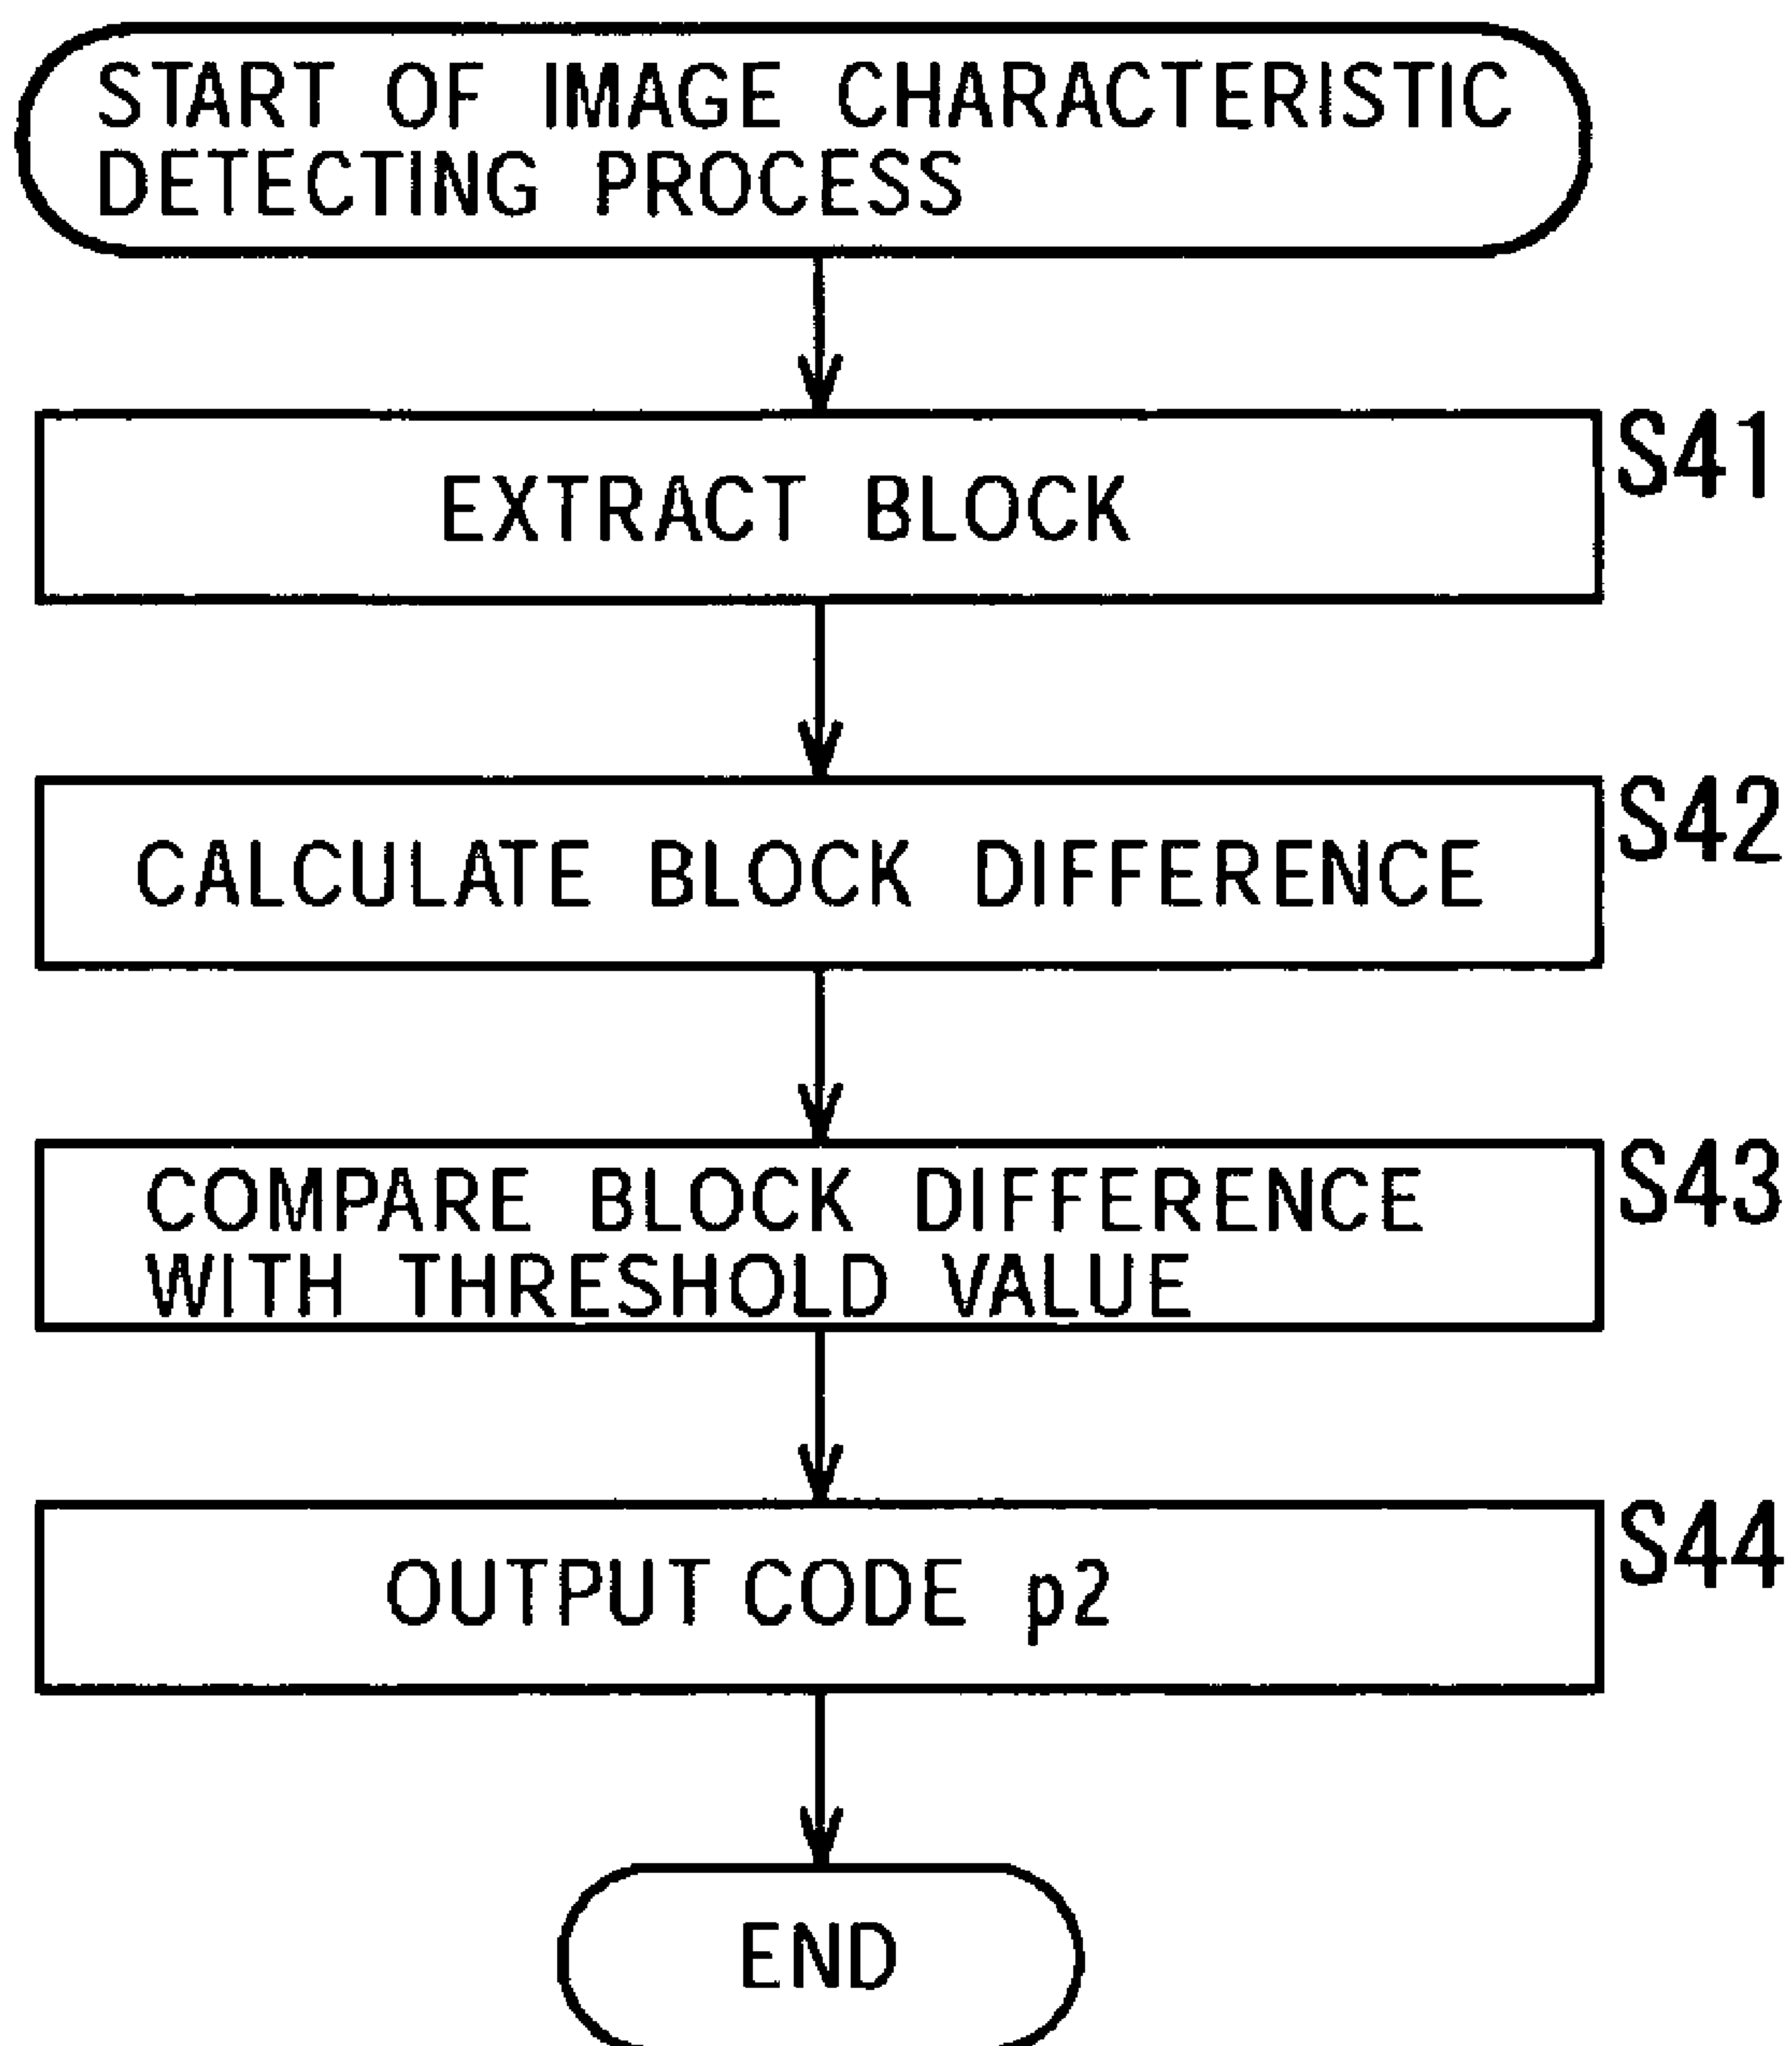 START OF IMAGE CHARACTERISTIC
DETECTING PROCESS
EXTRACT BLOCK
S41
CALCULATE BLOCK DIFFERENCE
S42
COMPARE BLOCK DIFFERENCE
WITH THRESHOLD VALUE
S43
OUTPUT CODE p2
S44
END